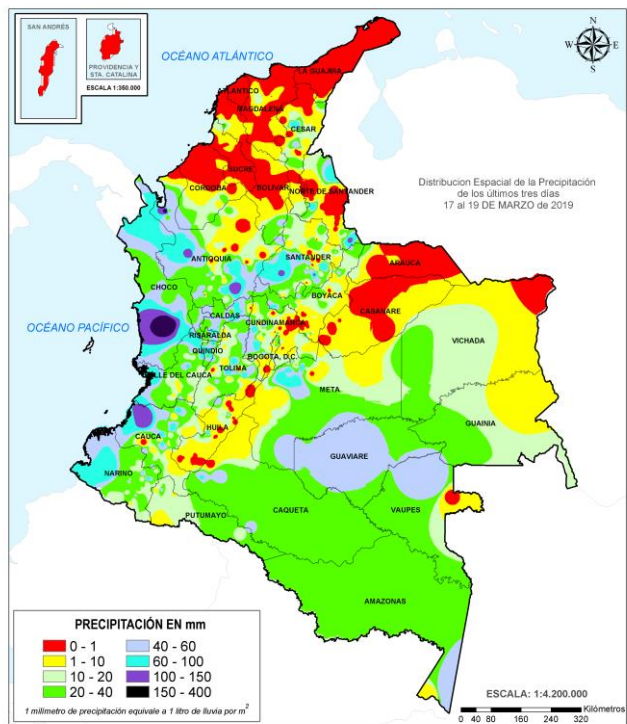 SAN ANDRÉS
PROVIDENCIA Y
STA. CATALINA
ESCALA 1:350.000
OCÉANO ATLÁNTICO
N
W
E
S
LA GUAJIRA
ATLANTICO
MAGDALENA
CESAR
SUCRE
CORDOBA
BOLIVAR
NORTE DE SANTANDER
Distribucion Espacial de la Precipitación
de los últimos tres días
17 al 19 DE MARZO de 2019
ANTIOQUIA
SANTANDER
ARAUCA
CHOCO
BOYACA
CASANARE
OCÉANO PACÍFICO
CALDAS
CUNDINAMARCA
RISARALDA
VICHADA
QUINDIO
BOGOTA, D.C.
TOLIMA
VALLE DEL CAUCA
META
GUAINIA
HUILA
CAUCA
GUAVIARE
NARIÑO
PUTUMAYO
CAQUETA
VAUPES
AMAZONAS
PRECIPITACIÓN EN mm
0 - 1
40 - 60
1 - 10
60 - 100
10 - 20
100 - 150
20 - 40
150 - 400
1 milimetro de precipitación equivale a 1 litro de lluvia por m2
ESCALA: 1:4.200.000
Kilómetros
0 40 80 160 240 320